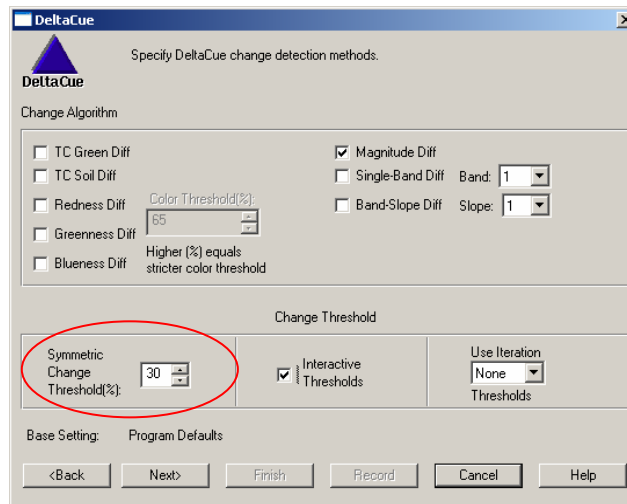 DeltaCue
Specify DeltaCue change detection methods.
DeltaCue
Change Algorithm
TC Green Diff
TC Soil Diff
Redness Diff
Greenness Diff
Blueness Diff
Color Threshold(%):
65
Higher (%) equals
stricter color threshold
Magnitude Diff
Single-Band Diff Band: 1
Band-Slope Diff Slope: 1
Change Threshold
Symmetric
Change
Threshold(%):
30
Interactive
Thresholds
Use Iteration
None
Thresholds
Base Setting: Program Defaults
<Back Next> Finish Record Cancel Help